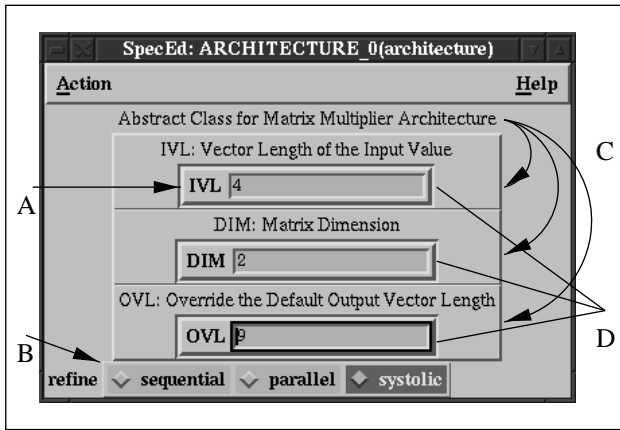 SpecEd: ARCHITECTURE_0(architecture)
Action Help
Abstract Class for Matrix Multiplier Architecture
IVL: Vector Length of the Input Value
C
A
IVL 4
DIM: Matrix Dimension
DIM 2
OVL: Override the Default Output Vector Length
OVL 9
D
B
refine sequential parallel systolic